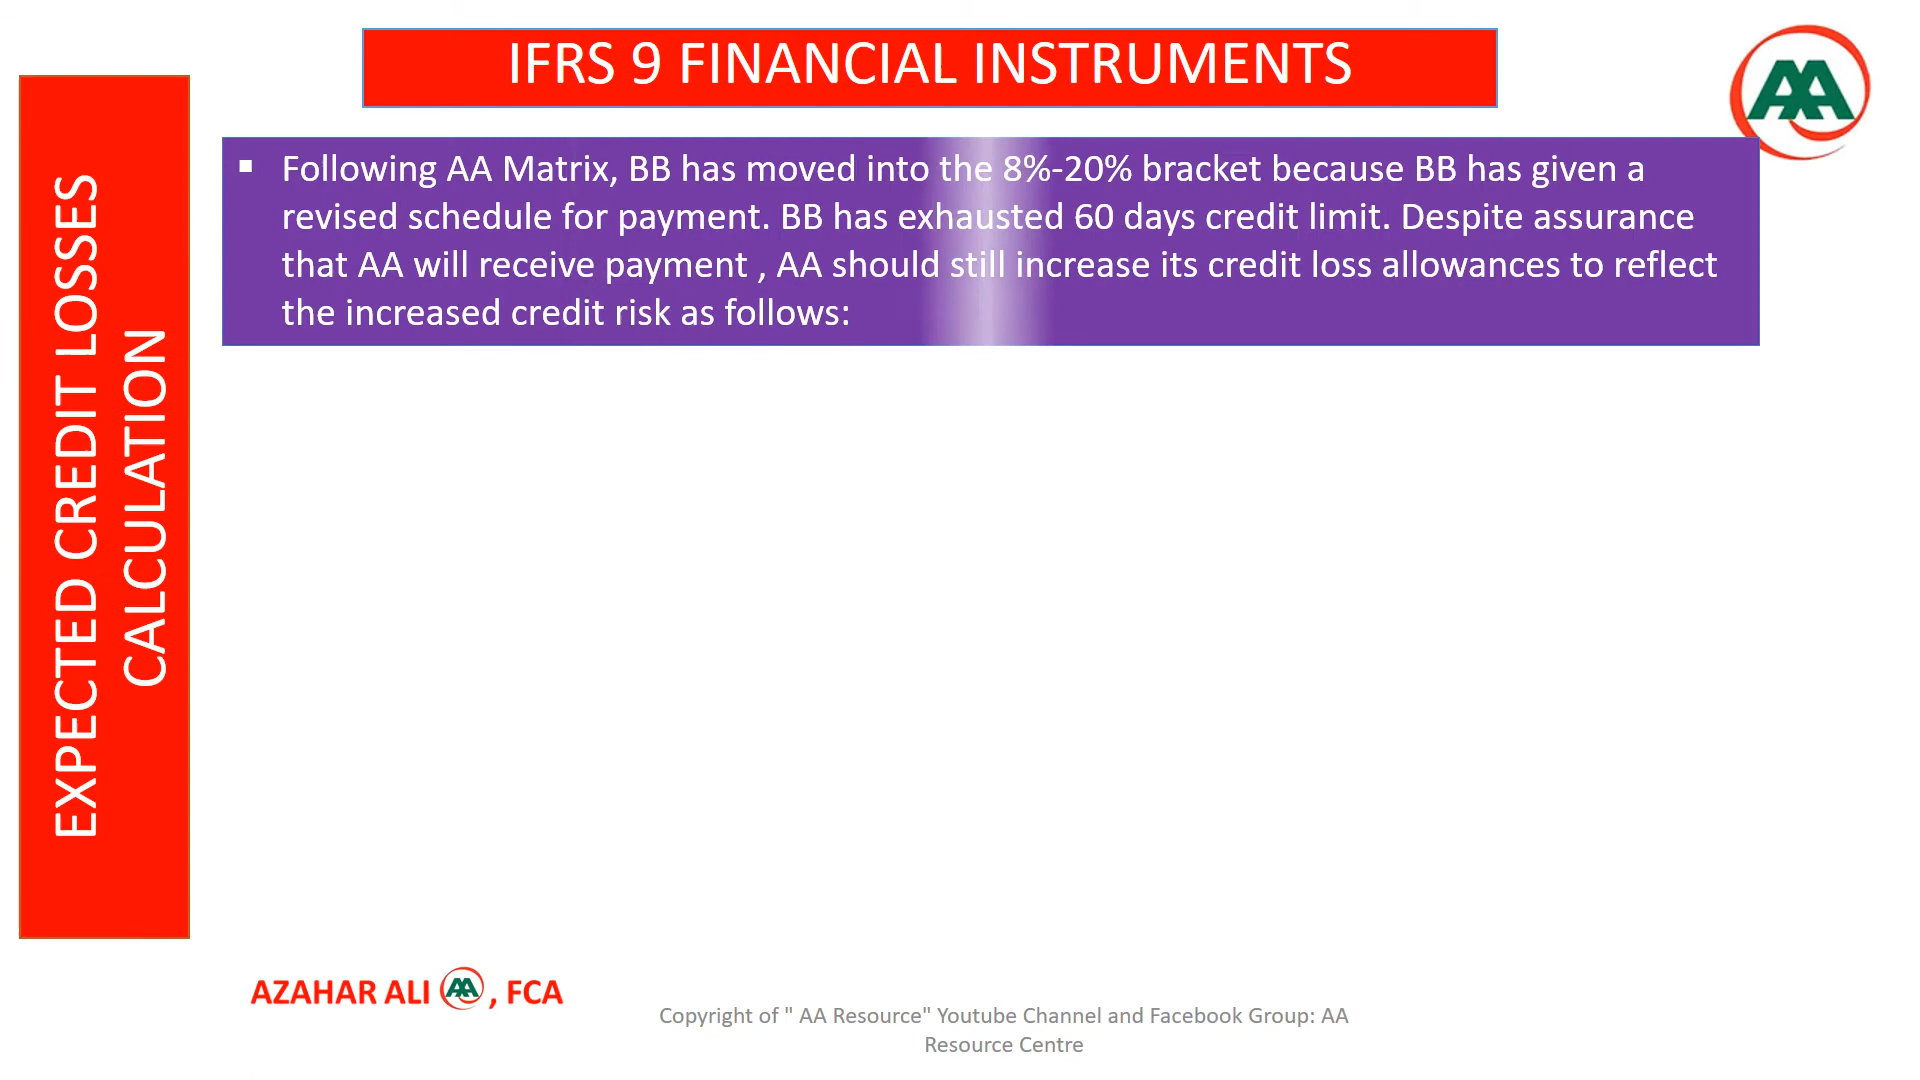 IFRS 9 FINANCIAL INSTRUMENTS
AA
EXPECTED CREDIT LOSSES
CALCULATION
▪ Following AA Matrix, BB has moved into the 8%-20% bracket because BB has given a
revised schedule for payment. BB has exhausted 60 days credit limit. Despite assurance
that AA will receive payment , AA should still increase its credit loss allowances to reflect
the increased credit risk as follows:
AZAHAR ALI AA , FCA
Copyright of " AA Resource" Youtube Channel and Facebook Group: AA
Resource Centre